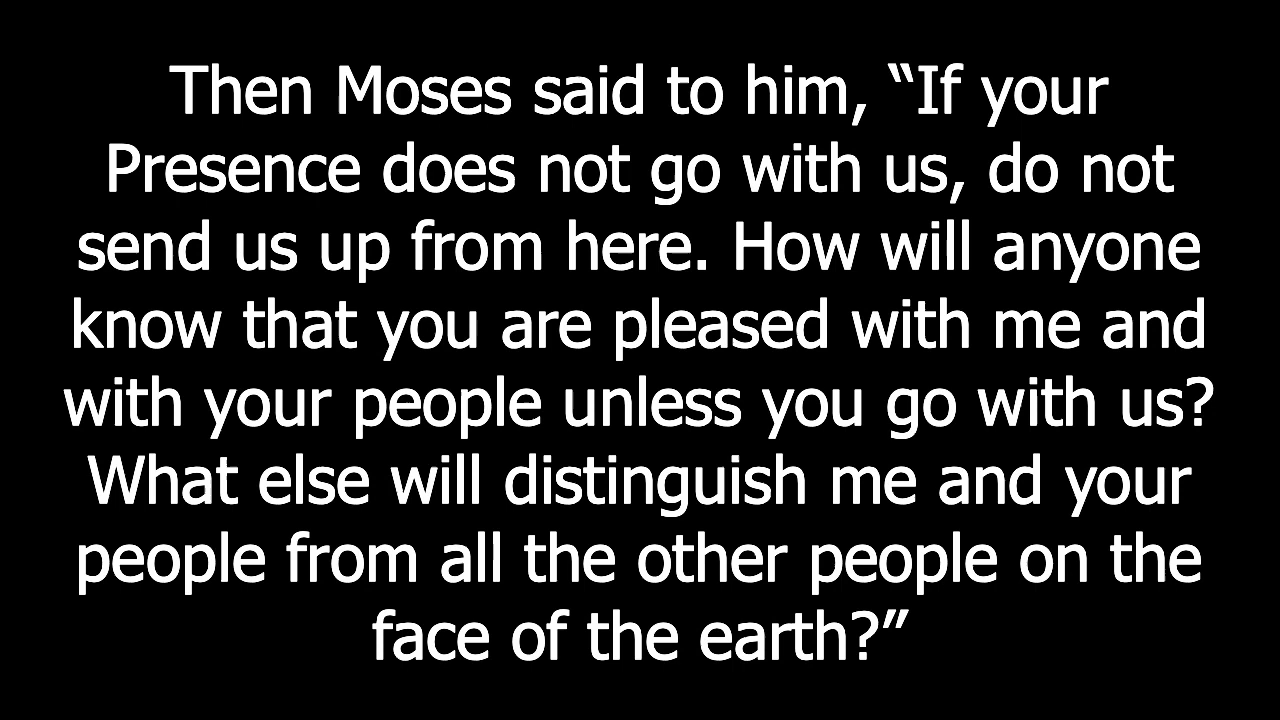 Then Moses said to him, “If your
Presence does not go with us, do not
send us up from here. How will anyone
know that you are pleased with me and
with your people unless you go with us?
What else will distinguish me and your
people from all the other people on the
face of the earth?”